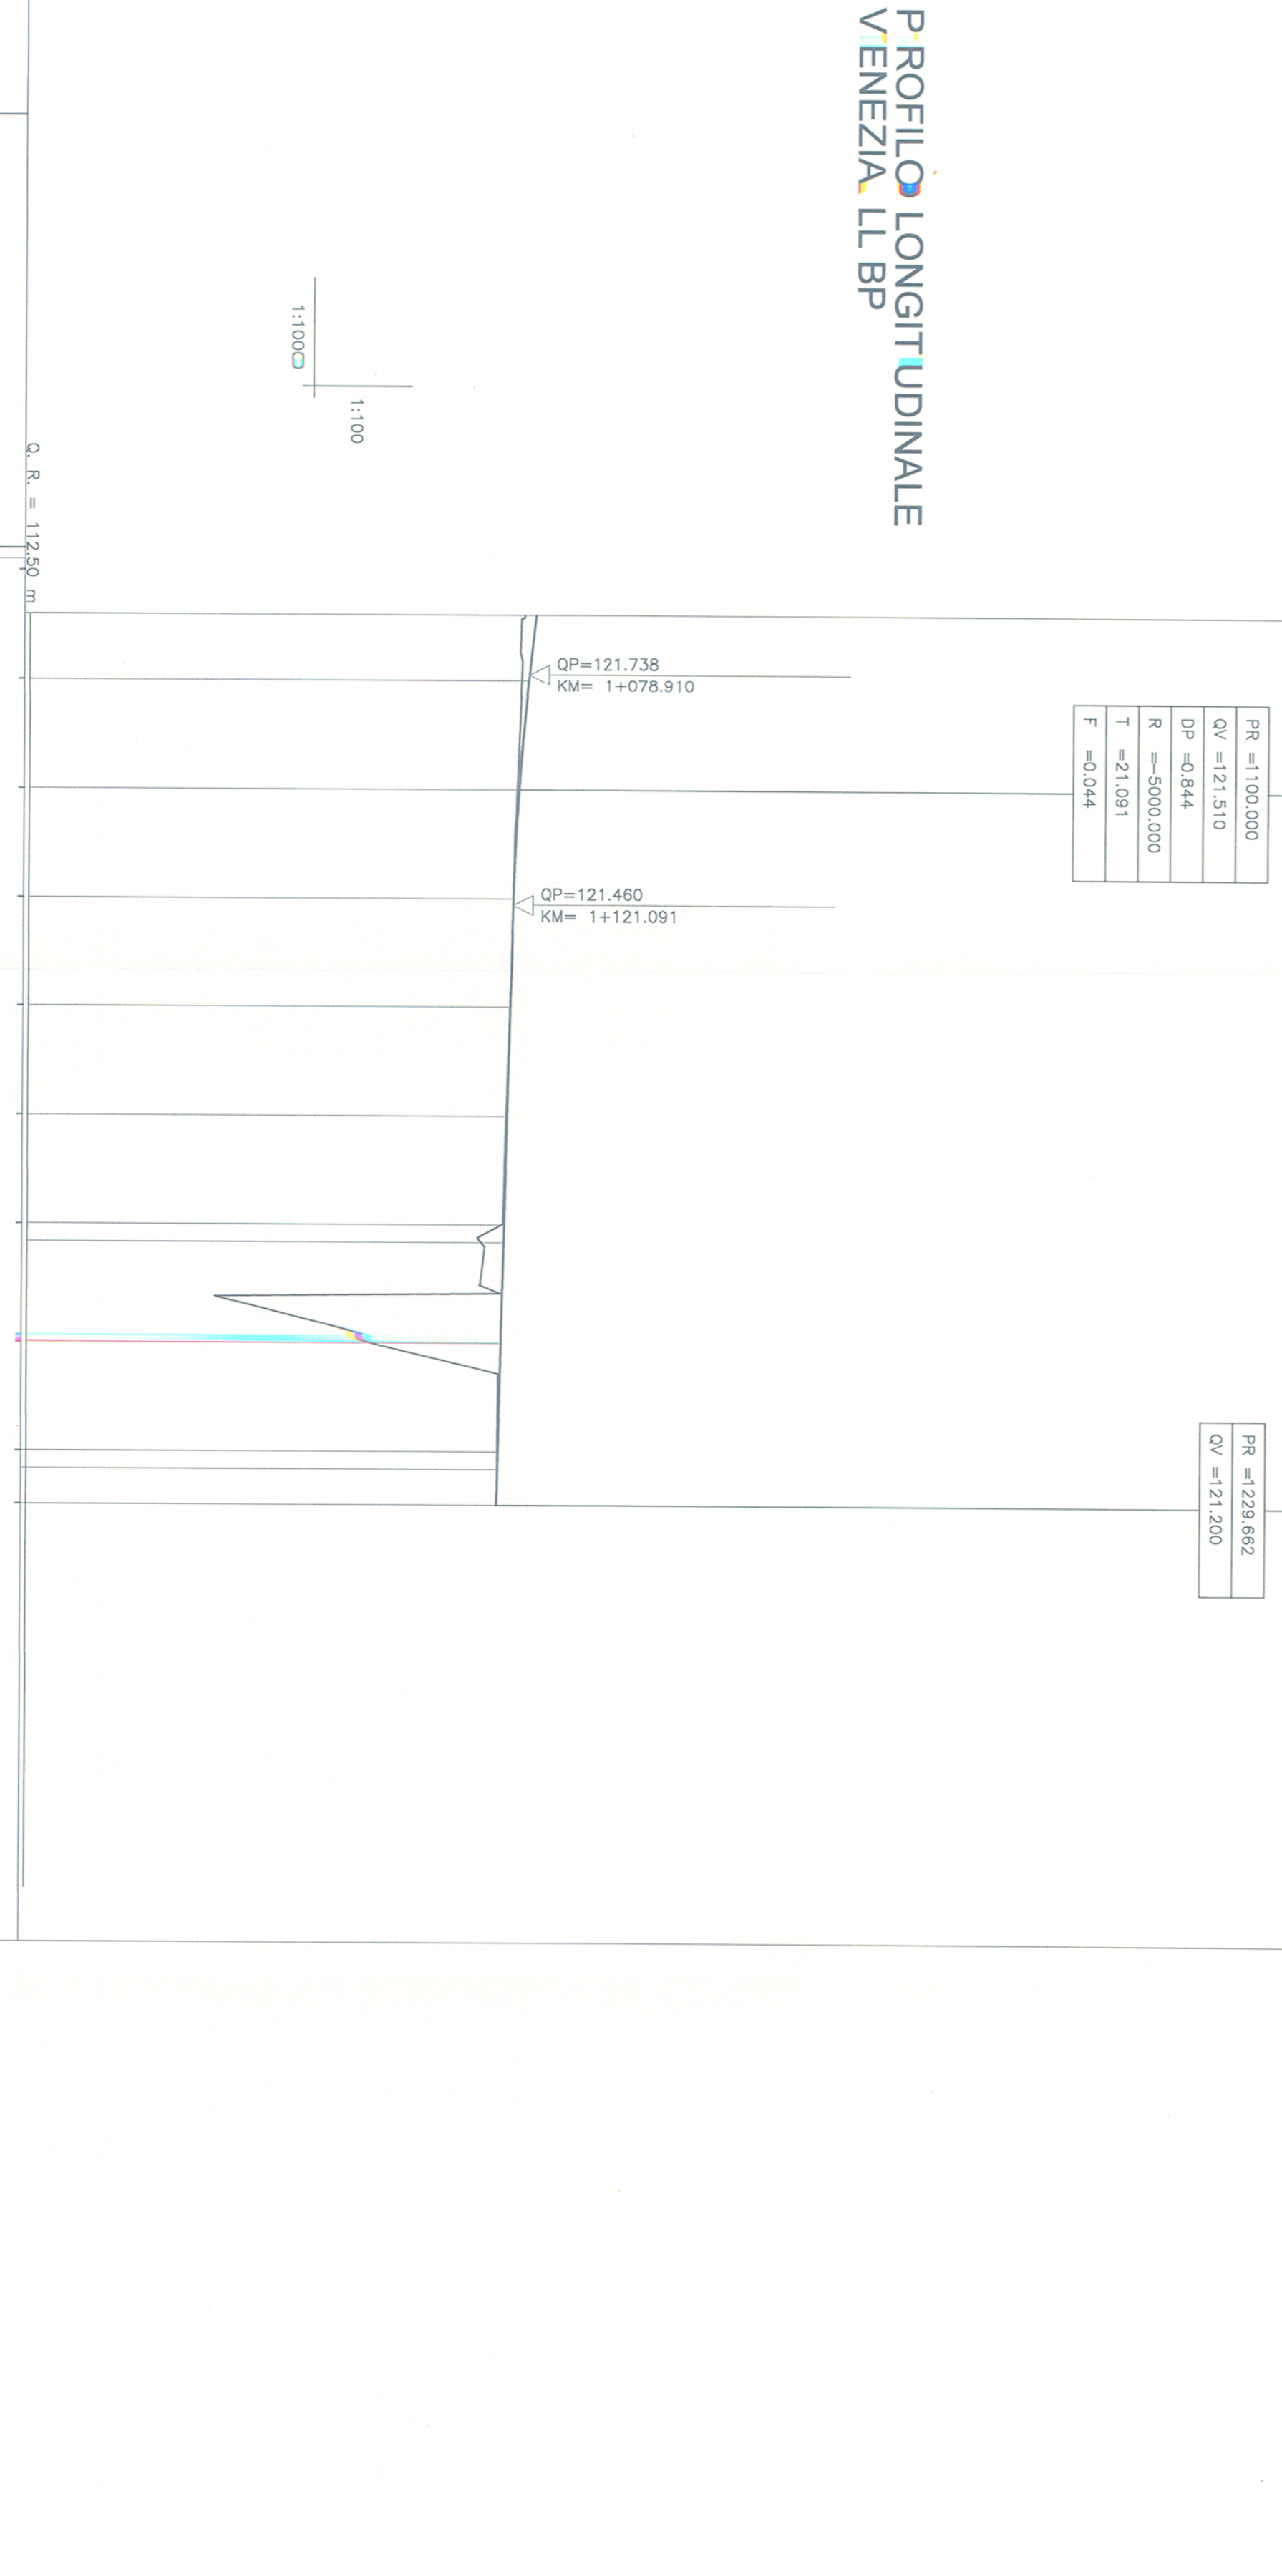 PROFILO LONGITUDINALE
VENEZIA LL BP
1:1000
1:100
Q. R. = 112.50 m
QP=121.738
KM= 1+078.910
PR =1100.000
QV =121.510
DP =0.844
R =-5000.000
T =21.091
F =0.044
QP=121.460
KM= 1+121.091
PR =1229.662
QV =121.200